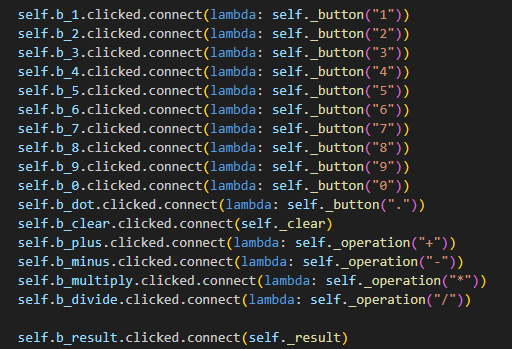 self.b_1.clicked.connect(lambda: self._button("1"))
self.b_2.clicked.connect(lambda: self._button("2"))
self.b_3.clicked.connect(lambda: self._button("3"))
self.b_4.clicked.connect(lambda: self._button("4"))
self.b_5.clicked.connect(lambda: self._button("5"))
self.b_6.clicked.connect(lambda: self._button("6"))
self.b_7.clicked.connect(lambda: self._button("7"))
self.b_8.clicked.connect(lambda: self._button("8"))
self.b_9.clicked.connect(lambda: self._button("9"))
self.b_0.clicked.connect(lambda: self._button("0"))
self.b_dot.clicked.connect(lambda: self._button("."))
self.b_clear.clicked.connect(self._clear)
self.b_plus.clicked.connect(lambda: self._operation("+"))
self.b_minus.clicked.connect(lambda: self._operation("-"))
self.b_multiply.clicked.connect(lambda: self._operation("*"))
self.b_divide.clicked.connect(lambda: self._operation("/"))
self.b_result.clicked.connect(self._result)